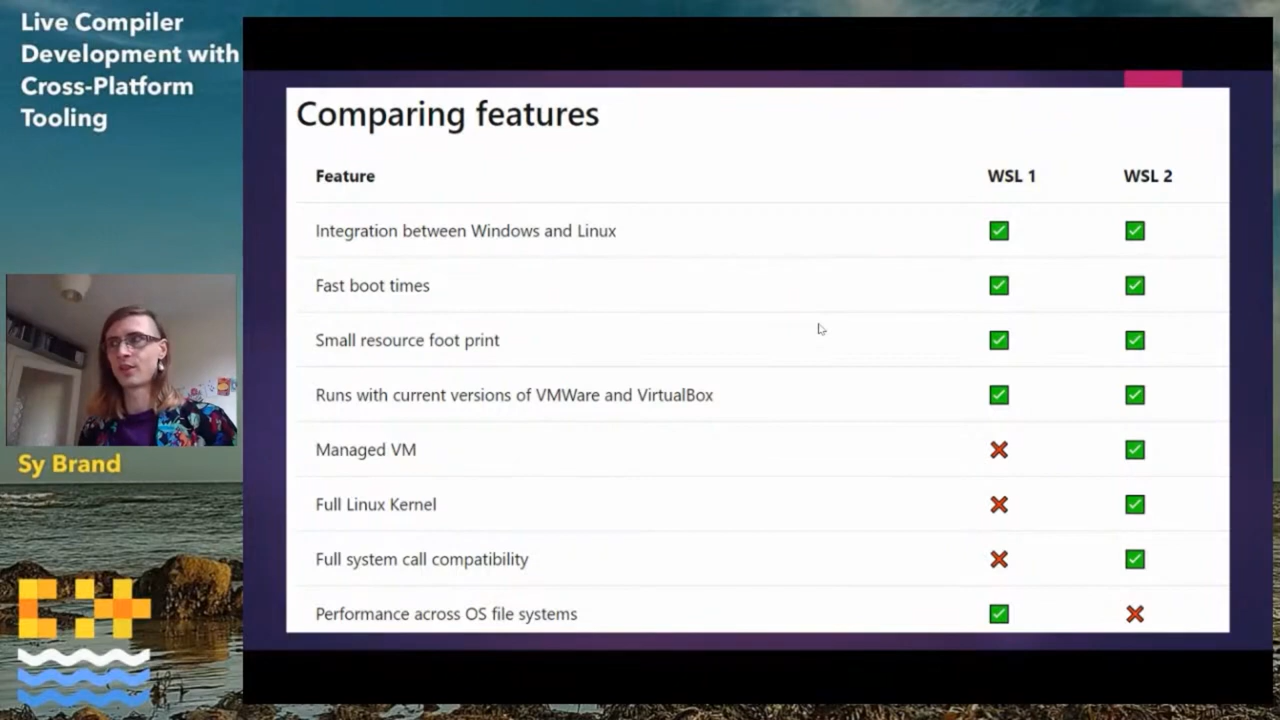 Live Compiler
Development with
Cross-Platform
Tooling
Comparing features
Feature WSL 1 WSL 2
Integration between Windows and Linux ✅ ✅
Fast boot times ✅ ✅
Small resource foot print ✅ ✅
Runs with current versions of VMWare and VirtualBox ✅ ✅
Managed VM ❌ ✅
Full Linux Kernel ❌ ✅
Full system call compatibility ❌ ✅
Performance across OS file systems ✅ ❌
Sy Brand
C++